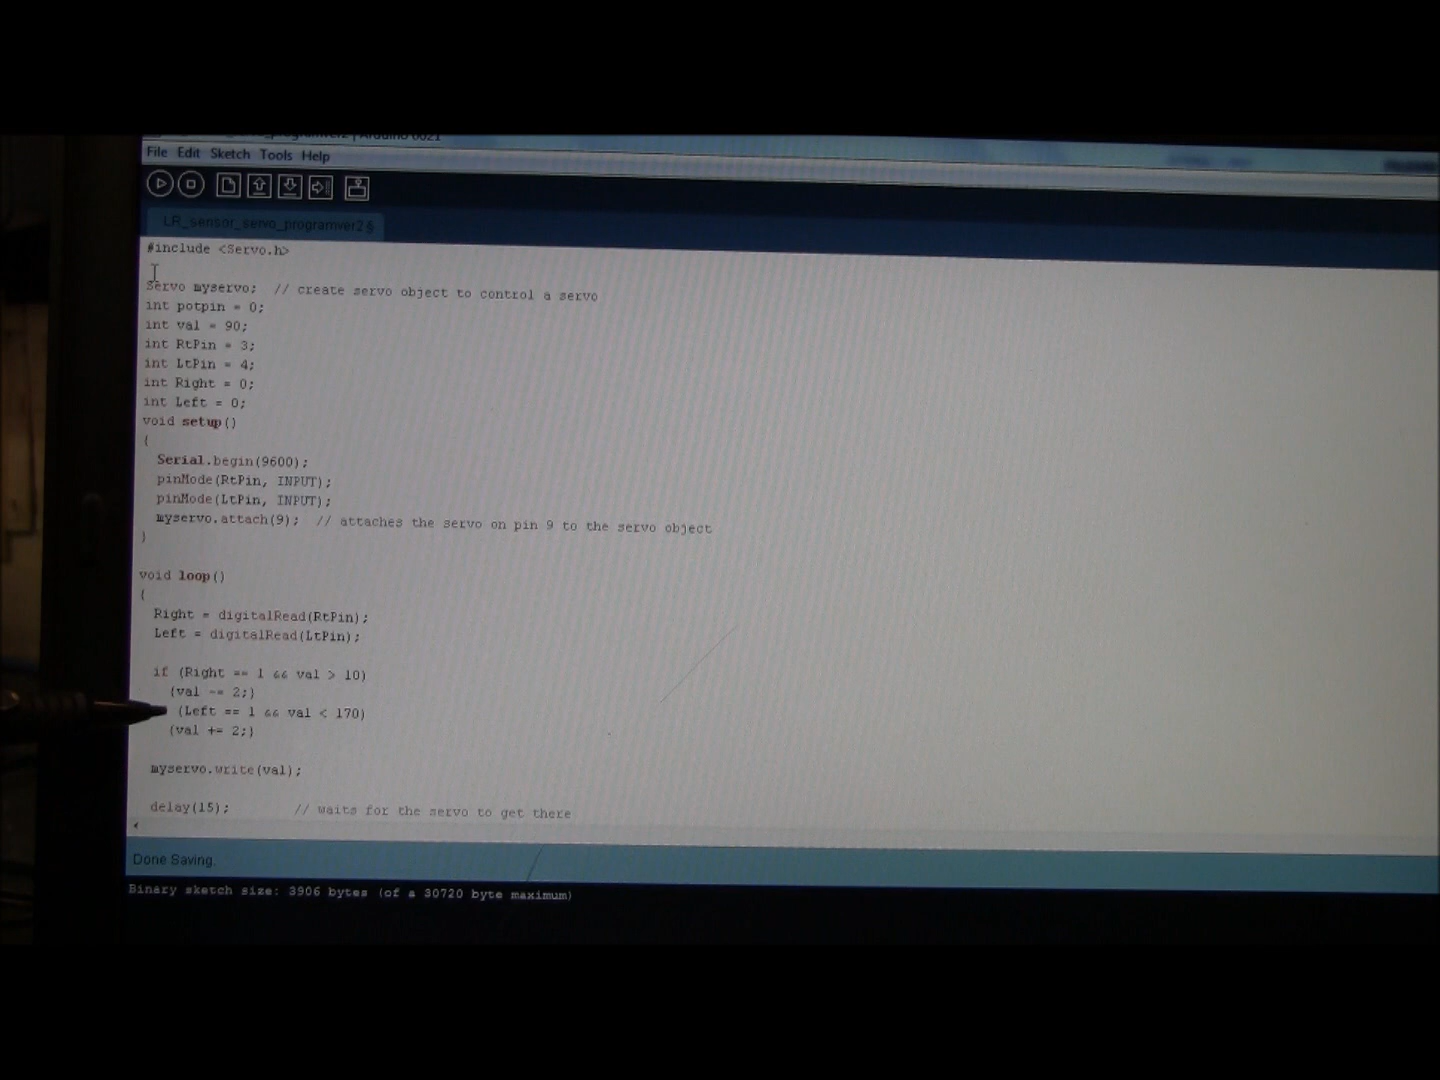 File Edit Sketch Tools Help
LR_sensor_servo_programver2§
#include <Servo.h>
Servo myservo;  // create servo object to control a servo
int potpin = 0;
int val = 90;
int RtPin = 3;
int LtPin = 4;
int Right = 0;
int Left = 0;
void setup()
{
Serial.begin(9600);
pinMode(RtPin, INPUT);
pinMode(LtPin, INPUT);
myservo.attach(9);  // attaches the servo on pin 9 to the servo object
}
void loop()
{
Right = digitalRead(RtPin);
Left = digitalRead(LtPin);
if (Right == 1 && val > 10)
{val -= 2;}
(Left == 1 && val < 170)
{val += 2;}
myservo.write(val);
delay(15);  // waits for the servo to get there
Done Saving.
Binary sketch size: 3906 bytes (of a 30720 byte maximum)